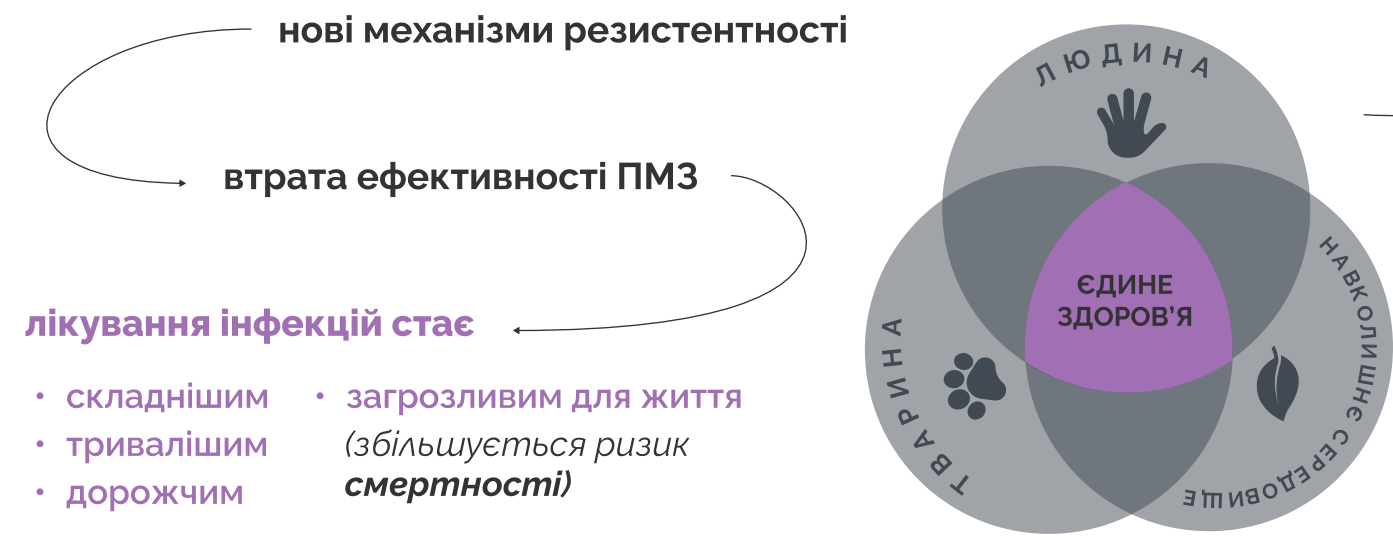 нові механізми резистентності
втрата ефективності ПМЗ
лікування інфекцій стає
• складнішим
• тривалішим
• дорожчим
• загрозливим для життя
(збільшується ризик
смертності)
ЛЮДИНА
ЄДИНЕ
ЗДОРОВ’Я
ТВАРИНА
НАВКОЛИШНЄ СЕРЕДОВИЩЕ